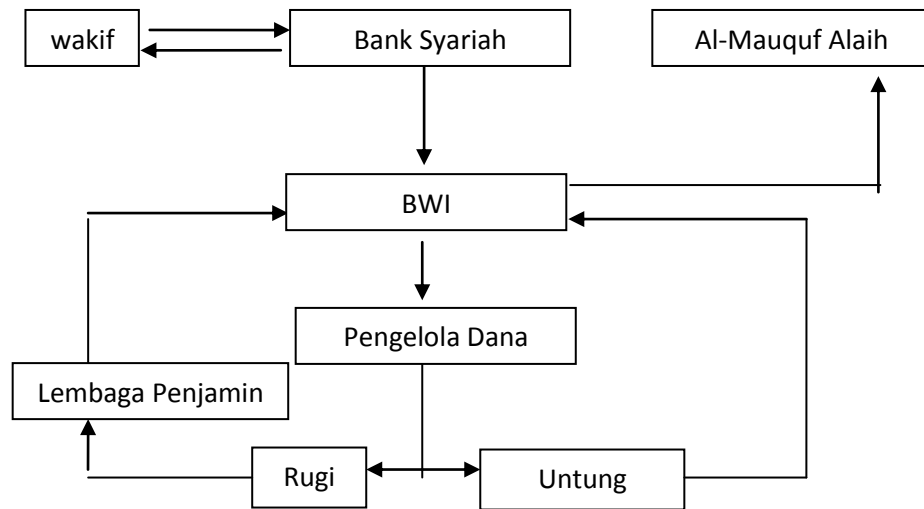 wakif
Bank Syariah
Al-Mauquf Alaih
BWI
Pengelola Dana
Lembaga Penjamin
Rugi
Untung